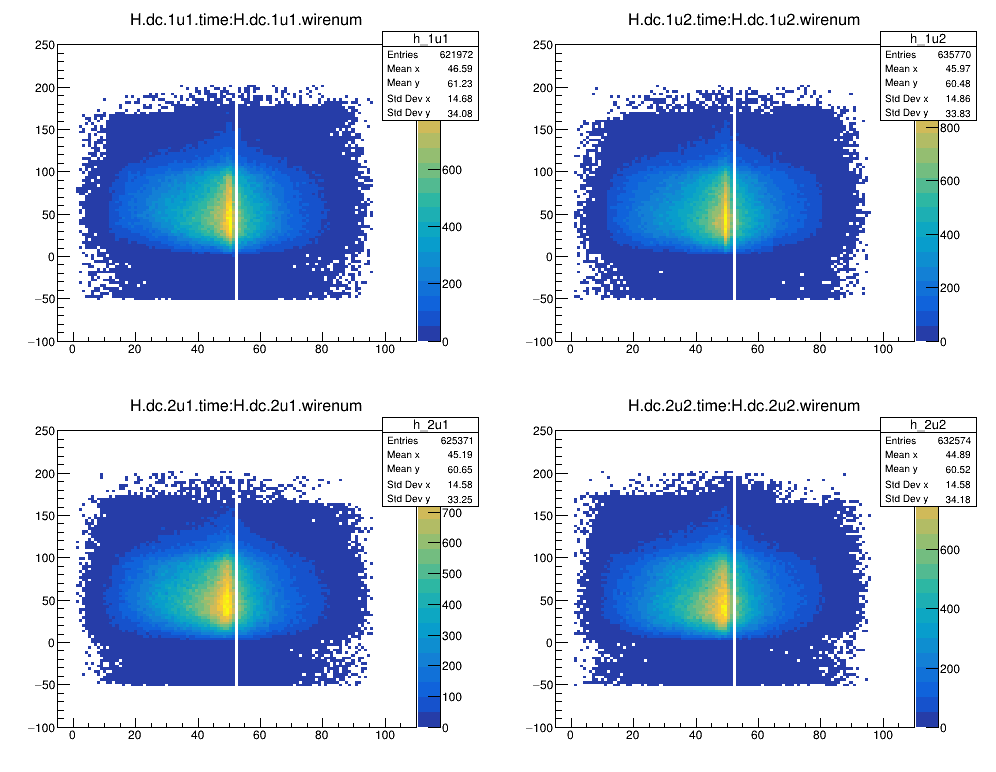 H.dc.1u1.time:H.dc.1u1.wirenum
h_1u1
Entries 621972
Mean x 46.59
Mean y 61.23
Std Dev x 14.68
Std Dev y 34.08
250
200
150
100
50
0
−50
−100
0 20 40 60 80 100
600
400
200
0
H.dc.1u2.time:H.dc.1u2.wirenum
h_1u2
Entries 635770
Mean x 45.97
Mean y 60.48
Std Dev x 14.86
Std Dev y 33.83
250
200
150
100
50
0
−50
−100
0 20 40 60 80 100
800
600
400
200
0
H.dc.2u1.time:H.dc.2u1.wirenum
h_2u1
Entries 625371
Mean x 45.19
Mean y 60.65
Std Dev x 14.58
Std Dev y 33.25
250
200
150
100
50
0
−50
−100
0 20 40 60 80 100
700
600
500
400
300
200
100
0
H.dc.2u2.time:H.dc.2u2.wirenum
h_2u2
Entries 632574
Mean x 44.89
Mean y 60.52
Std Dev x 14.58
Std Dev y 34.18
250
200
150
100
50
0
−50
−100
0 20 40 60 80 100
600
400
200
0